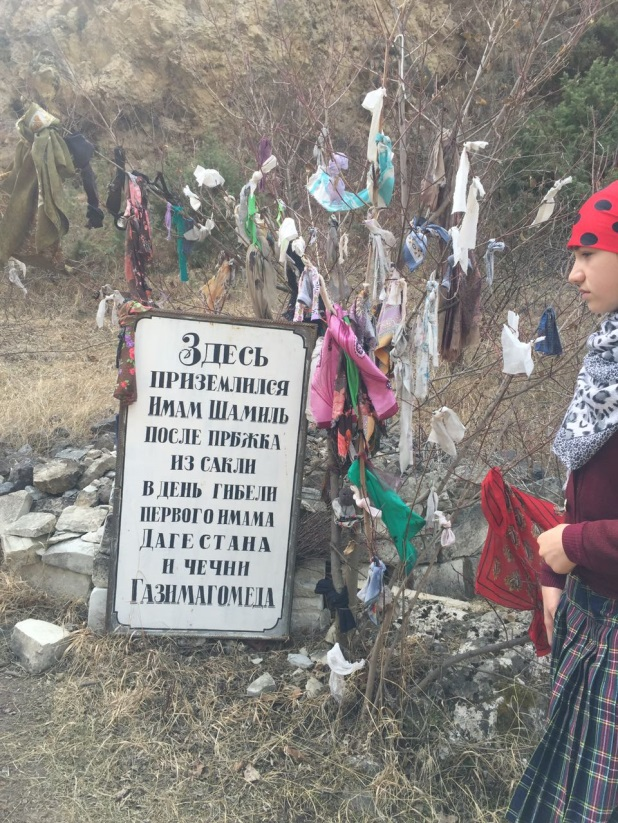 Здесь
приземлился
Имам Шамиль
после прыжка
из сакли
в день гибели
первого имама
Дагестана
и чечни
Газимагомеда